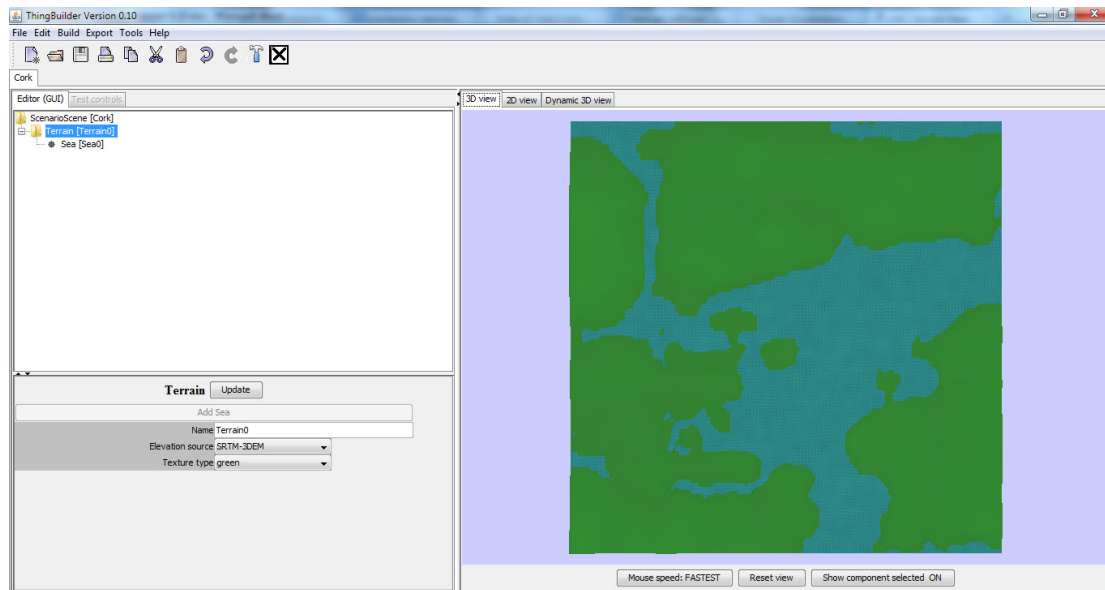 ThingBuilder Version 0.10
File Edit Build Export Tools Help
Cork
Editor (GUI) Test controls
3D view 2D view Dynamic 3D view
ScenarioScene [Cork]
Terrain [Terrain0]
Sea [Sea0]
Terrain Update
Add Sea
Name Terrain0
Elevation source SRTM-3DEM
Texture type green
Mouse speed: FASTEST Reset view Show component selected ON